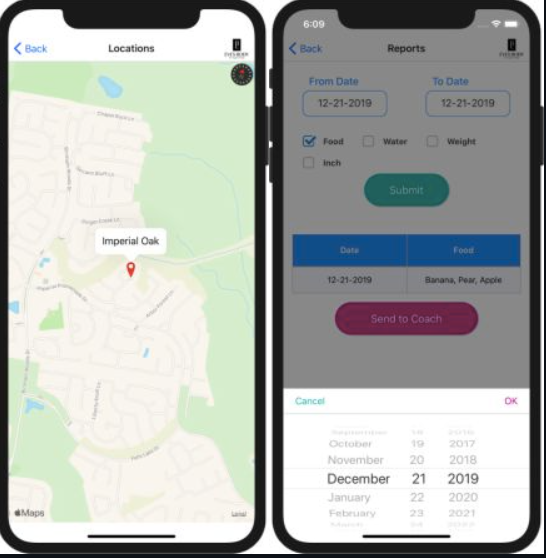 Back
Locations
Imperial Oak
Maps
Legal
6:09
Back
Reports
From Date
To Date
12-21-2019
12-21-2019
Food
Water
Weight
Inch
Submit
Date
Food
12-21-2019
Banana, Pear, Apple
Send to Coach
Cancel
OK
October 19 2017
November 20 2018
December 21 2019
January 22 2020
February 23 2021